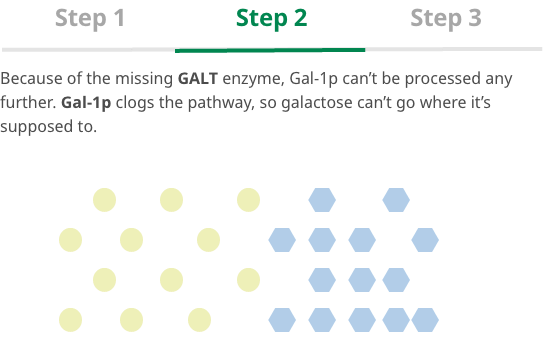 Step 1 Step 2 Step 3
Because of the missing GALT enzyme, Gal-1p can’t be processed any
further. Gal-1p clogs the pathway, so galactose can’t go where it’s
supposed to.